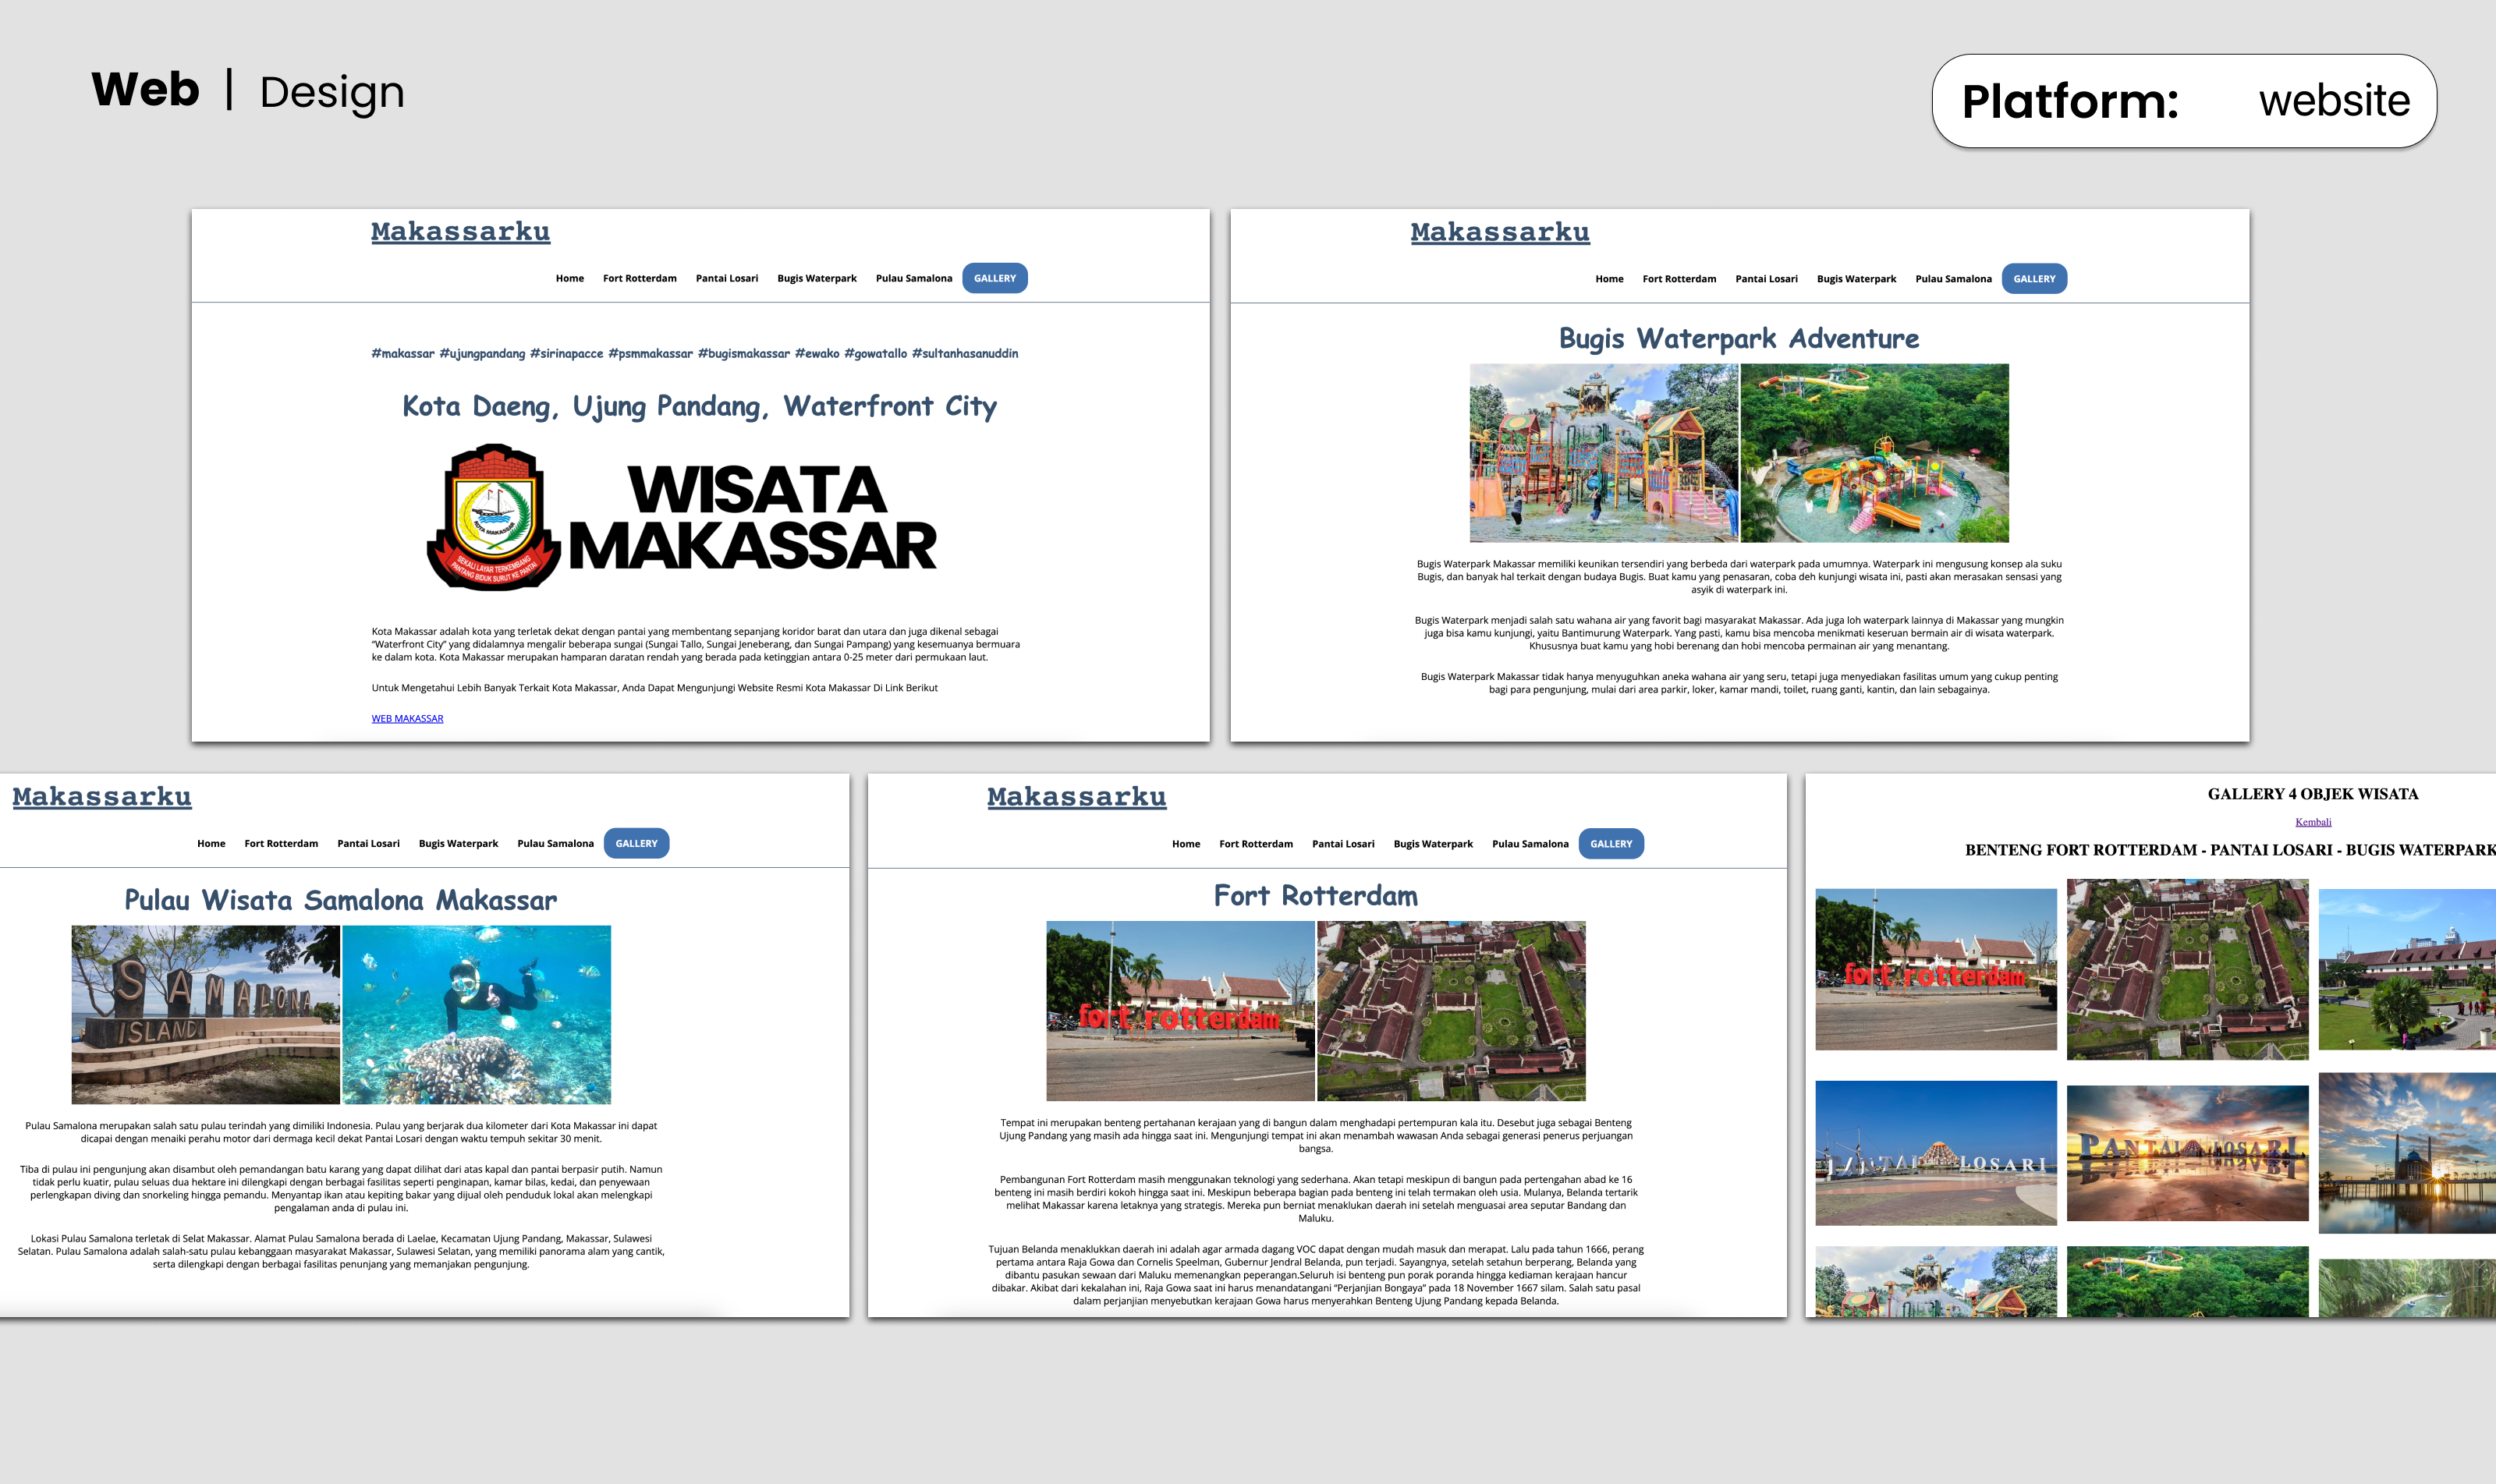 Web | Design
Platform: website
Makassarku
Home Fort Rotterdam Pantai Losari Bugis Waterpark Pulau Samalona GALLERY
#makassar #ujungpandang #sirinapacce #psmmakassar #bugismakassar #ewako #gowatallo #sultanhasanuddin
Kota Daeng, Ujung Pandang, Waterfront City
KOTA MAKASSAR
SEKALI LAYAR TERKEMBANG
PANTANG BIDUK SURUT KE PANTAI
WISATA
MAKASSAR
Kota Makassar adalah kota yang terletak dekat dengan pantai yang membentang sepanjang koridor barat dan utara dan juga dikenal sebagai
“Waterfront City” yang didalamnya mengalir beberapa sungai (Sungai Tallo, Sungai Jeneberang, dan Sungai Pampang) yang kesemuanya bermuara
ke dalam kota. Kota Makassar merupakan hamparan daratan rendah yang berada pada ketinggian antara 0-25 meter dari permukaan laut.
Untuk Mengetahui Lebih Banyak Terkait Kota Makassar, Anda Dapat Mengunjungi Website Resmi Kota Makassar Di Link Berikut
WEB MAKASSAR
Makassarku
Home Fort Rotterdam Pantai Losari Bugis Waterpark Pulau Samalona GALLERY
Bugis Waterpark Adventure
Bugis Waterpark Makassar memiliki keunikan tersendiri yang berbeda dari waterpark pada umumnya. Waterpark ini mengusung konsep ala suku
Bugis, dan banyak hal terkait dengan budaya Bugis. Buat kamu yang penasaran, coba deh kunjungi wisata ini, pasti akan merasakan sensasi yang
asyik di waterpark ini.
Bugis Waterpark menjadi salah satu wahana air yang favorit bagi masyarakat Makassar. Ada juga loh waterpark lainnya di Makassar yang mungkin
juga bisa kamu kunjungi, yaitu Bantimurung Waterpark. Yang pasti, kamu bisa mencoba menikmati keseruan bermain air di wisata waterpark.
Khususnya buat kamu yang hobi berenang dan hobi mencoba permainan air yang menantang.
Bugis Waterpark Makassar tidak hanya menyuguhkan aneka wahana air yang seru, tetapi juga menyediakan fasilitas umum yang cukup penting
bagi para pengunjung, mulai dari area parkir, loker, kamar mandi, toilet, ruang ganti, kantin, dan lain sebagainya.
Makassarku
Home Fort Rotterdam Pantai Losari Bugis Waterpark Pulau Samalona GALLERY
Pulau Wisata Samalona Makassar
SAMALONA
ISLAND
Pulau Samalona merupakan salah satu pulau terindah yang dimiliki Indonesia. Pulau yang berjarak dua kilometer dari Kota Makassar ini dapat
dicapai dengan menaiki perahu motor dari dermaga kecil dekat Pantai Losari dengan waktu tempuh sekitar 30 menit.
Tiba di pulau ini pengunjung akan disambut oleh pemandangan batu karang yang dapat dilihat dari atas kapal dan pantai berpasir putih. Namun
tidak perlu kuatir, pulau seluas dua hektare ini dilengkapi dengan berbagai fasilitas seperti penginapan, kamar bilas, kedai, dan penyewaan
perlengkapan diving dan snorkeling hingga pemandu. Menyantap ikan atau kepiting bakar yang dijual oleh penduduk lokal akan melengkapi
pengalaman anda di pulau ini.
Lokasi Pulau Samalona terletak di Selat Makassar. Alamat Pulau Samalona berada di Laelae, Kecamatan Ujung Pandang, Makassar, Sulawesi
Selatan. Pulau Samalona adalah salah-satu pulau kebanggaan masyarakat Makassar, Sulawesi Selatan, yang memiliki panorama alam yang cantik,
serta dilengkapi dengan berbagai fasilitas penunjang yang memanjakan pengunjung.
Makassarku
Home Fort Rotterdam Pantai Losari Bugis Waterpark Pulau Samalona GALLERY
Fort Rotterdam
fort rotterdam
Tempat ini merupakan benteng pertahanan kerajaan yang di bangun dalam menghadapi pertempuran kala itu. Desebut juga sebagai Benteng
Ujung Pandang yang masih ada hingga saat ini. Mengunjungi tempat ini akan menambah wawasan Anda sebagai generasi penerus perjuangan
bangsa.
Pembangunan Fort Rotterdam masih menggunakan teknologi yang sederhana. Akan tetapi meskipun di bangun pada pertengahan abad ke 16
benteng ini masih berdiri kokoh hingga saat ini. Meskipun beberapa bagian pada benteng ini telah termakan oleh usia. Mulanya, Belanda tertarik
melihat Makassar karena letaknya yang strategis. Mereka pun berniat menaklukan daerah ini setelah menguasai area seputar Bandang dan
Maluku.
Tujuan Belanda menaklukkan daerah ini adalah agar armada dagang VOC dapat dengan mudah masuk dan merapat. Lalu pada tahun 1666, perang
pertama antara Raja Gowa dan Cornelis Speelman, Gubernur Jendral Belanda, pun terjadi. Sayangnya, setelah setahun berperang, Belanda yang
dibantu pasukan sewaan dari Maluku memenangkan peperangan.Seluruh isi benteng pun porak poranda hingga kediaman kerajaan hancur
dibakar. Akibat dari kekalahan ini, Raja Gowa saat ini harus menandatangani “Perjanjian Bongaya” pada 18 November 1667 silam. Salah satu pasal
dalam perjanjian menyebutkan kerajaan Gowa harus menyerahkan Benteng Ujung Pandang kepada Belanda.
GALLERY 4 OBJEK WISATA
Kembali
BENTENG FORT ROTTERDAM - PANTAI LOSARI - BUGIS WATERPARK
fort rotterdam
PANTAI LOSARI
PANTAI LOSARI